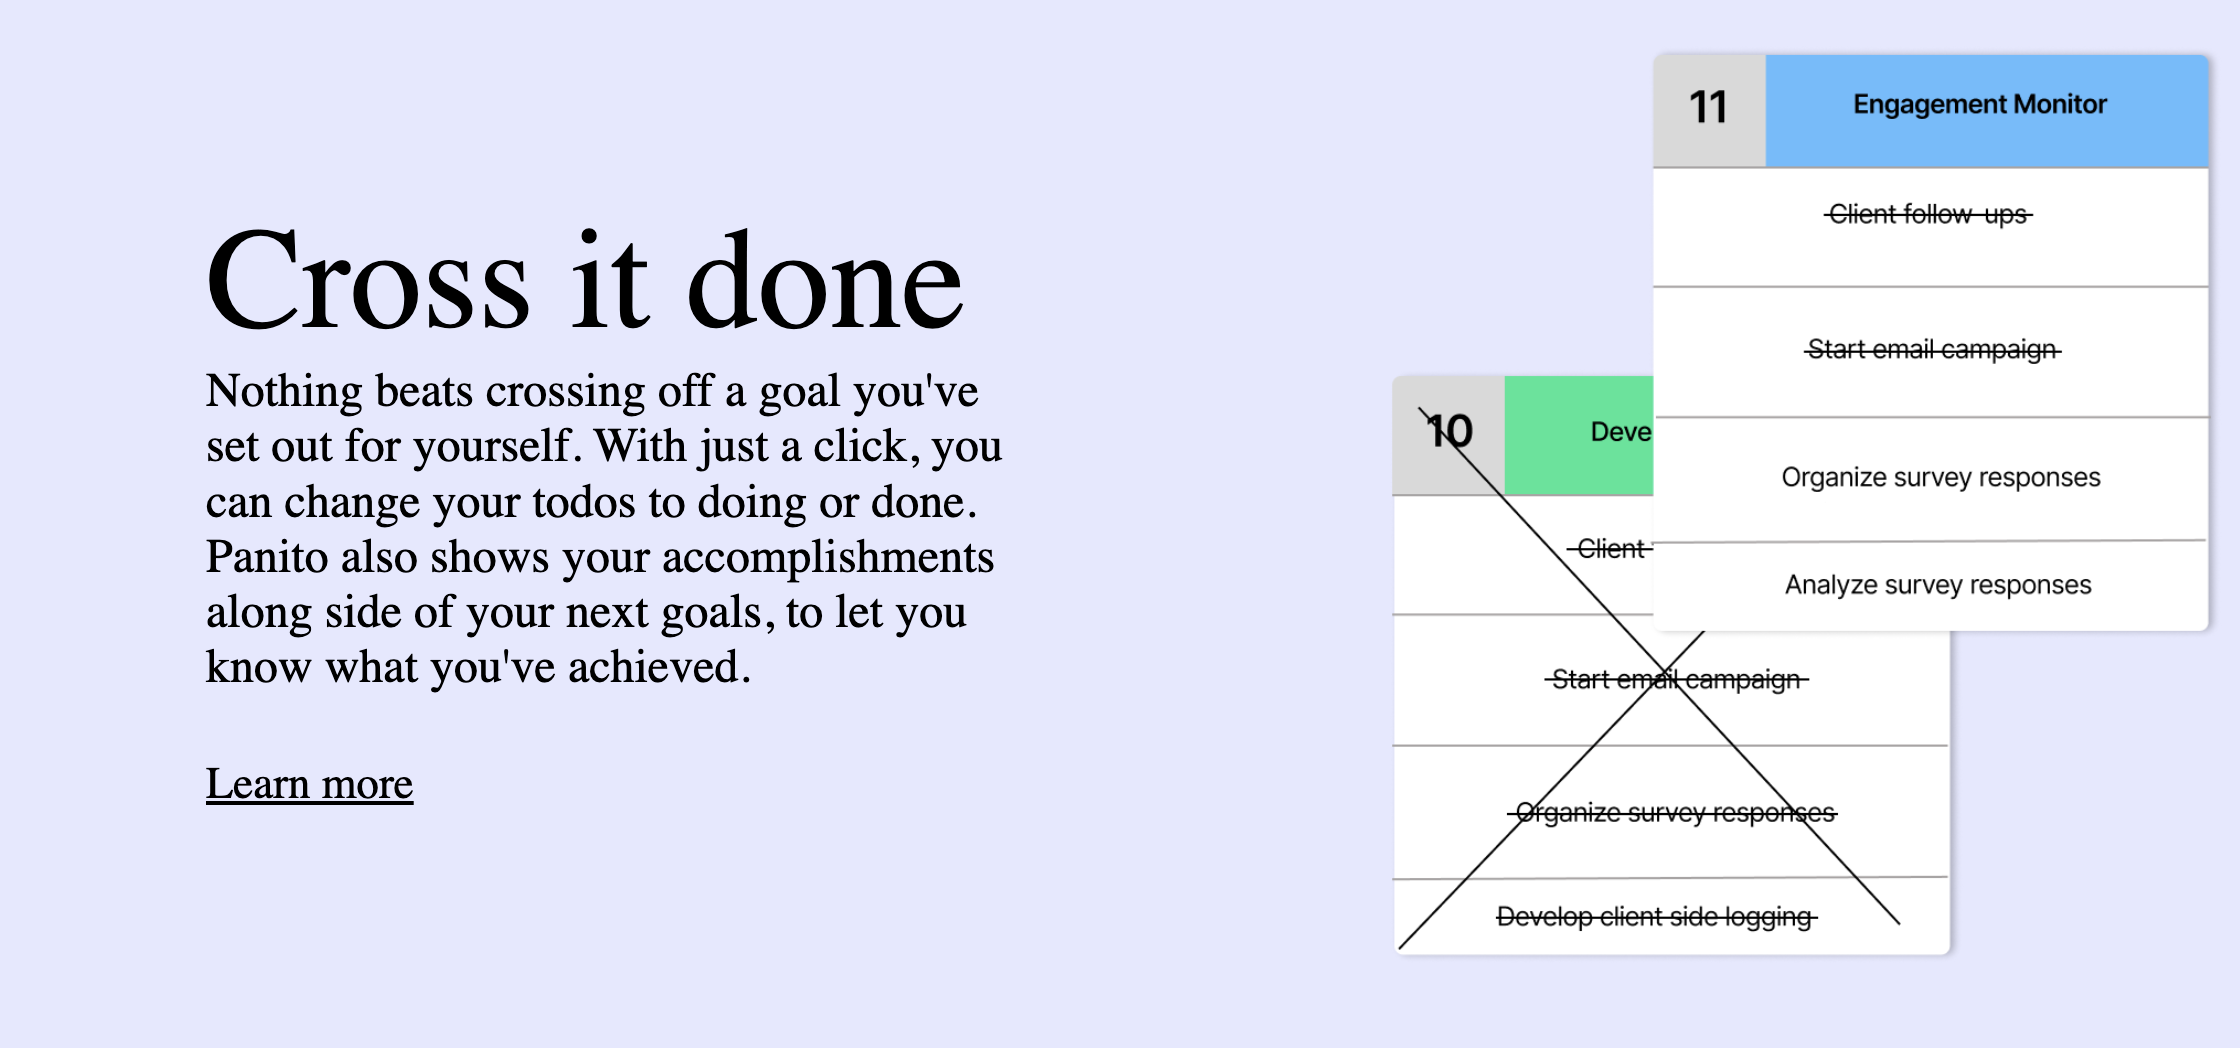 Cross it done
Nothing beats crossing off a goal you've
set out for yourself. With just a click, you
can change your todos to doing or done.
Panito also shows your accomplishments
along side of your next goals, to let you
know what you've achieved.
Learn more
11
Engagement Monitor
Client follow-ups
Start email campaign
Organize survey responses
Analyze survey responses
10
Deve
Client
Start email campaign
Organize survey responses
Develop client side logging